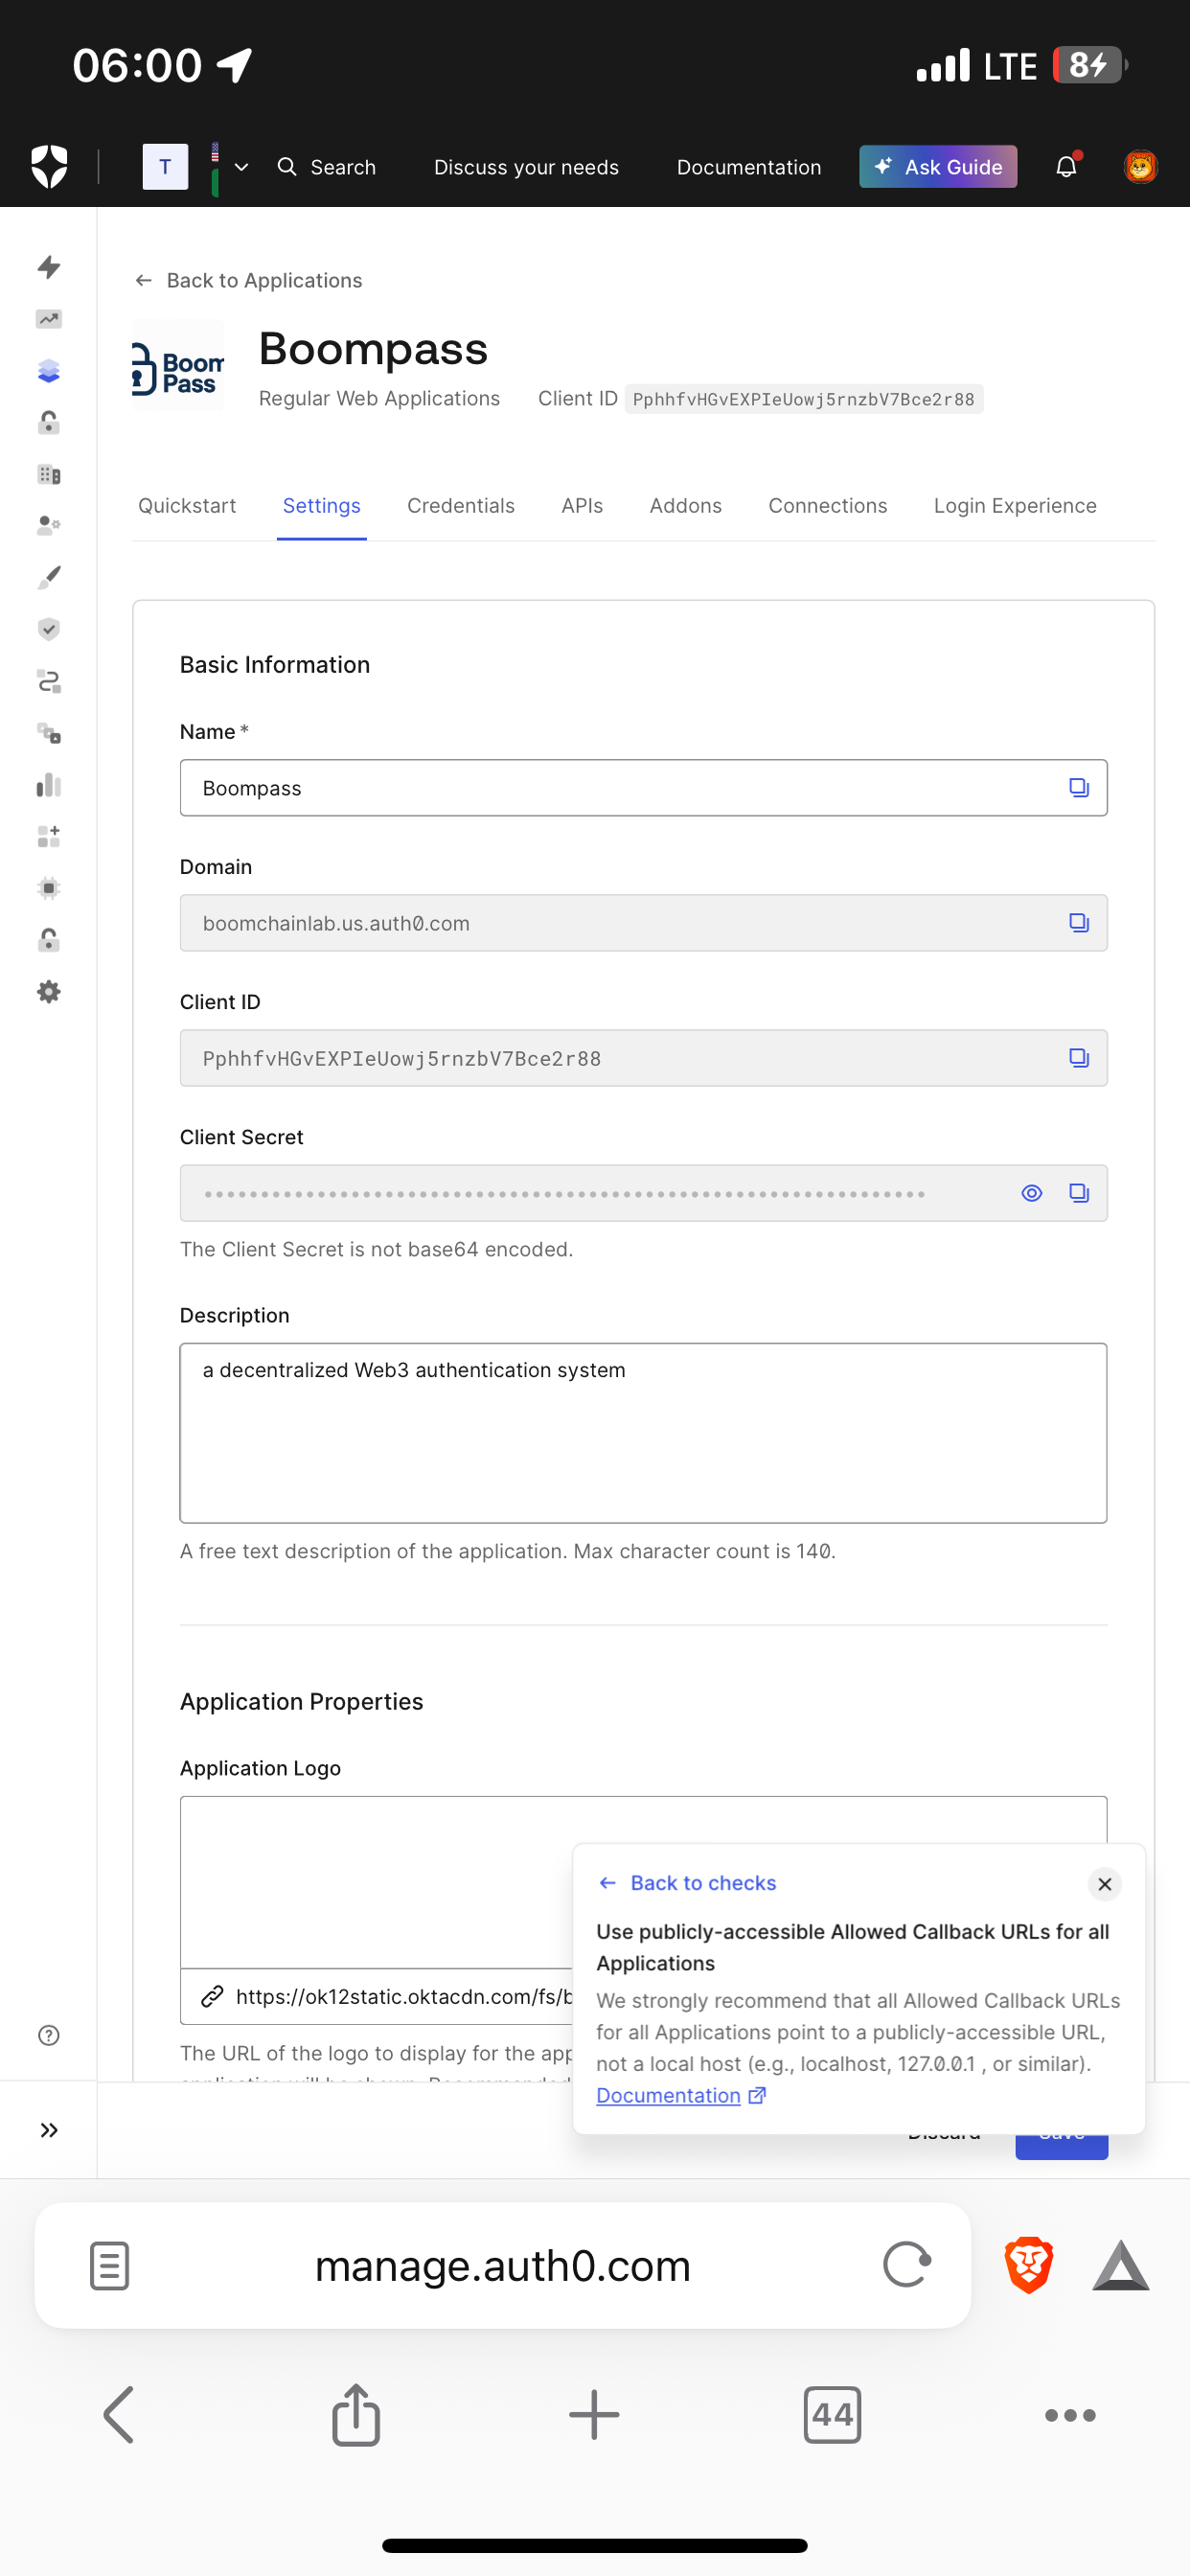 06:00
LTE
8
T
Search
Discuss your needs
Documentation
Ask Guide
Back to Applications
Boom
Pass
Boompass
Regular Web Applications
Client ID PphhfvHGvEXPIeUowj5rnzbV7Bce2r88
Quickstart
Settings
Credentials
APIs
Addons
Connections
Login Experience
Basic Information
Name *
Boompass
Domain
boomchainlab.us.auth0.com
Client ID
PphhfvHGvEXPIeUowj5rnzbV7Bce2r88
Client Secret
The Client Secret is not base64 encoded.
Description
a decentralized Web3 authentication system
A free text description of the application. Max character count is 140.
Application Properties
Application Logo
https://ok12static.oktacdn.com/fs/b
The URL of the logo to display for the app
Back to checks
Use publicly-accessible Allowed Callback URLs for all
Applications
We strongly recommend that all Allowed Callback URLs
for all Applications point to a publicly-accessible URL,
not a local host (e.g., localhost, 127.0.0.1 , or similar).
Documentation
Discard
Save
manage.auth0.com
44